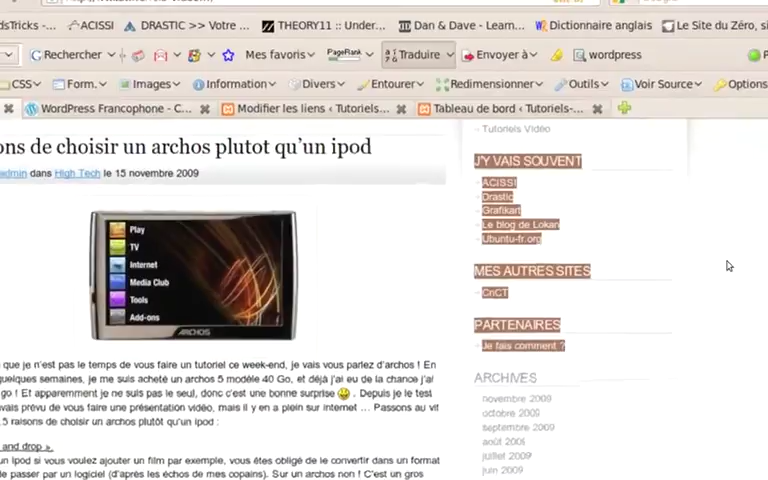 dsTricks -...
ACISSI
DRASTIC >> Votre ...
THEORY11 :: Under...
Dan & Dave - Learn...
Dictionnaire anglais
Le Site du Zéro, si
Rechercher
Mes favoris
PageRank
Traduire
Envoyer à
wordpress
CSS
Form.
Images
Information
Divers
Entourer
Redimensionner
Outils
Voir Source
Options
WordPress Francophone - C...
Modifier les liens ‹ Tutoriels...
Tableau de bord ‹ Tutoriels-...
ons de choisir un archos plutot qu'un ipod
admin dans High Tech le 15 novembre 2009
Play
TV
Internet
Media Club
Tools
Add-ons
ARCHOS
que je n'est pas le temps de vous faire un tutoriel ce week-end, je vais vous parlez d'archos ! En
quelques semaines, je me suis acheté un archos 5 modèle 40 Go, et déjà j'ai eu de la chance j'ai
go ! Et apparemment je ne suis pas le seul, donc c'est une bonne surprise . Depuis je le test
vais prévu de vous faire une présentation vidéo, mais il y en a plein sur internet ... Passons au vit
5 raisons de choisir un archos plutôt qu'un ipod :
and drop ».
un ipod si vous voulez ajouter un film par exemple, vous êtes obligé de le convertir dans un format
le passer par un logiciel (d'après les échos de mes copains). Sur un archos non ! C'est un gros
Tutoriels Vidéo
J'Y VAIS SOUVENT
ACISSI
Drastic
Grafikart
Le blog de Lokan
Ubuntu-fr.org
MES AUTRES SITES
CnCT
PARTENAIRES
Je fais comment ?
ARCHIVES
novembre 2009
octobre 2009
septembre 2009
août 2009
juillet 2009
juin 2009